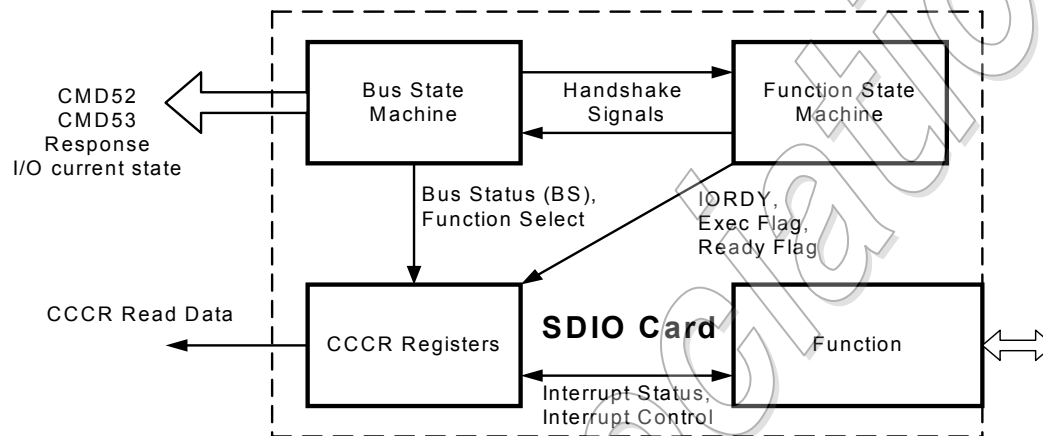 Bus State
Machine
Handshake
Signals
Function State
Machine
CMD52
CMD53
Response
I/O current state
Bus Status (BS),
Function Select
IORDY,
Exec Flag,
Ready Flag
CCCR Read Data
CCCR Registers
SDIO Card
Function
Interrupt Status,
Interrupt Control